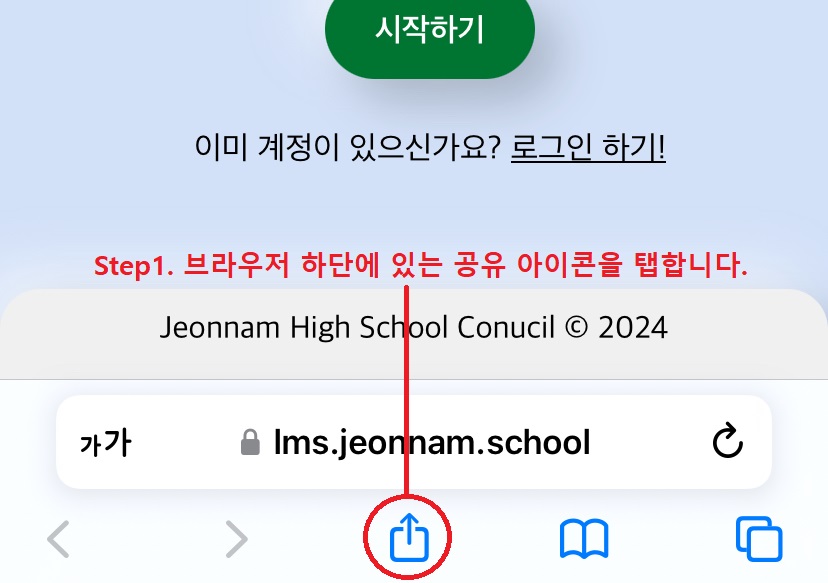 시작하기
이미 계정이 있으신가요? 로그인 하기!
Step1. 브라우저 하단에 있는 공유 아이콘을 탭합니다.
Jeonnam High School Conucil © 2024
가가 lms.jeonnam.school